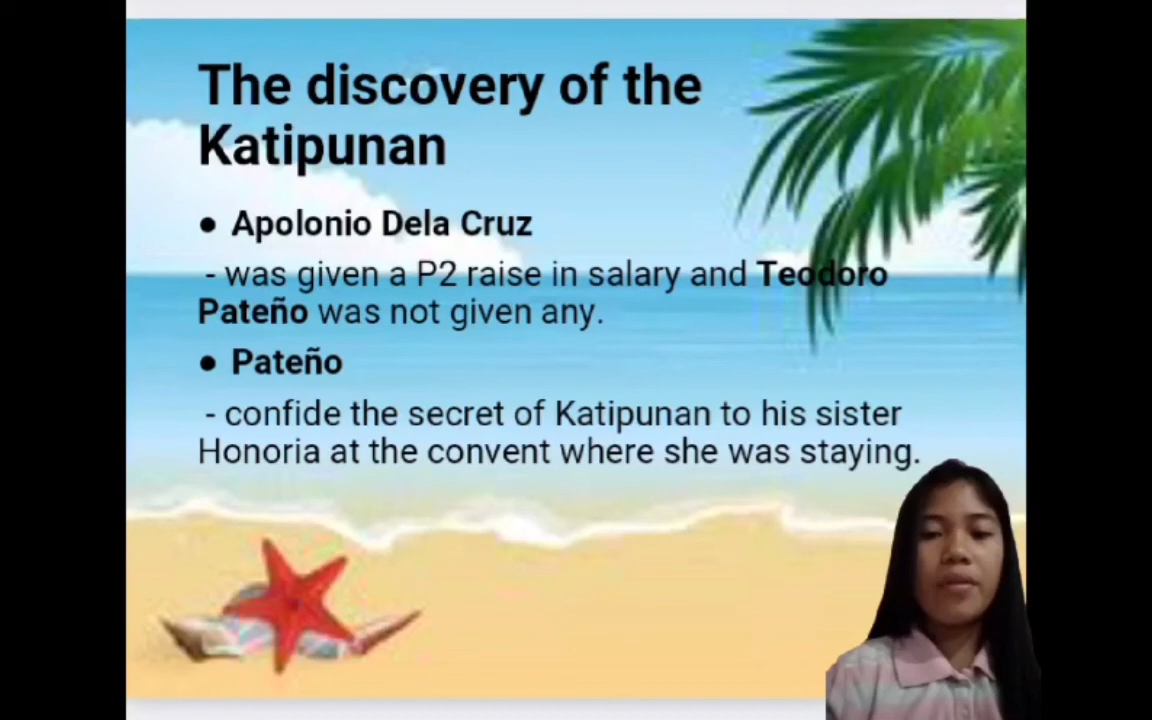 The discovery of the
Katipunan
● Apolonio Dela Cruz
- was given a P2 raise in salary and Teodoro
Pateño was not given any.
● Pateño
- confide the secret of Katipunan to his sister
Honoria at the convent where she was staying.